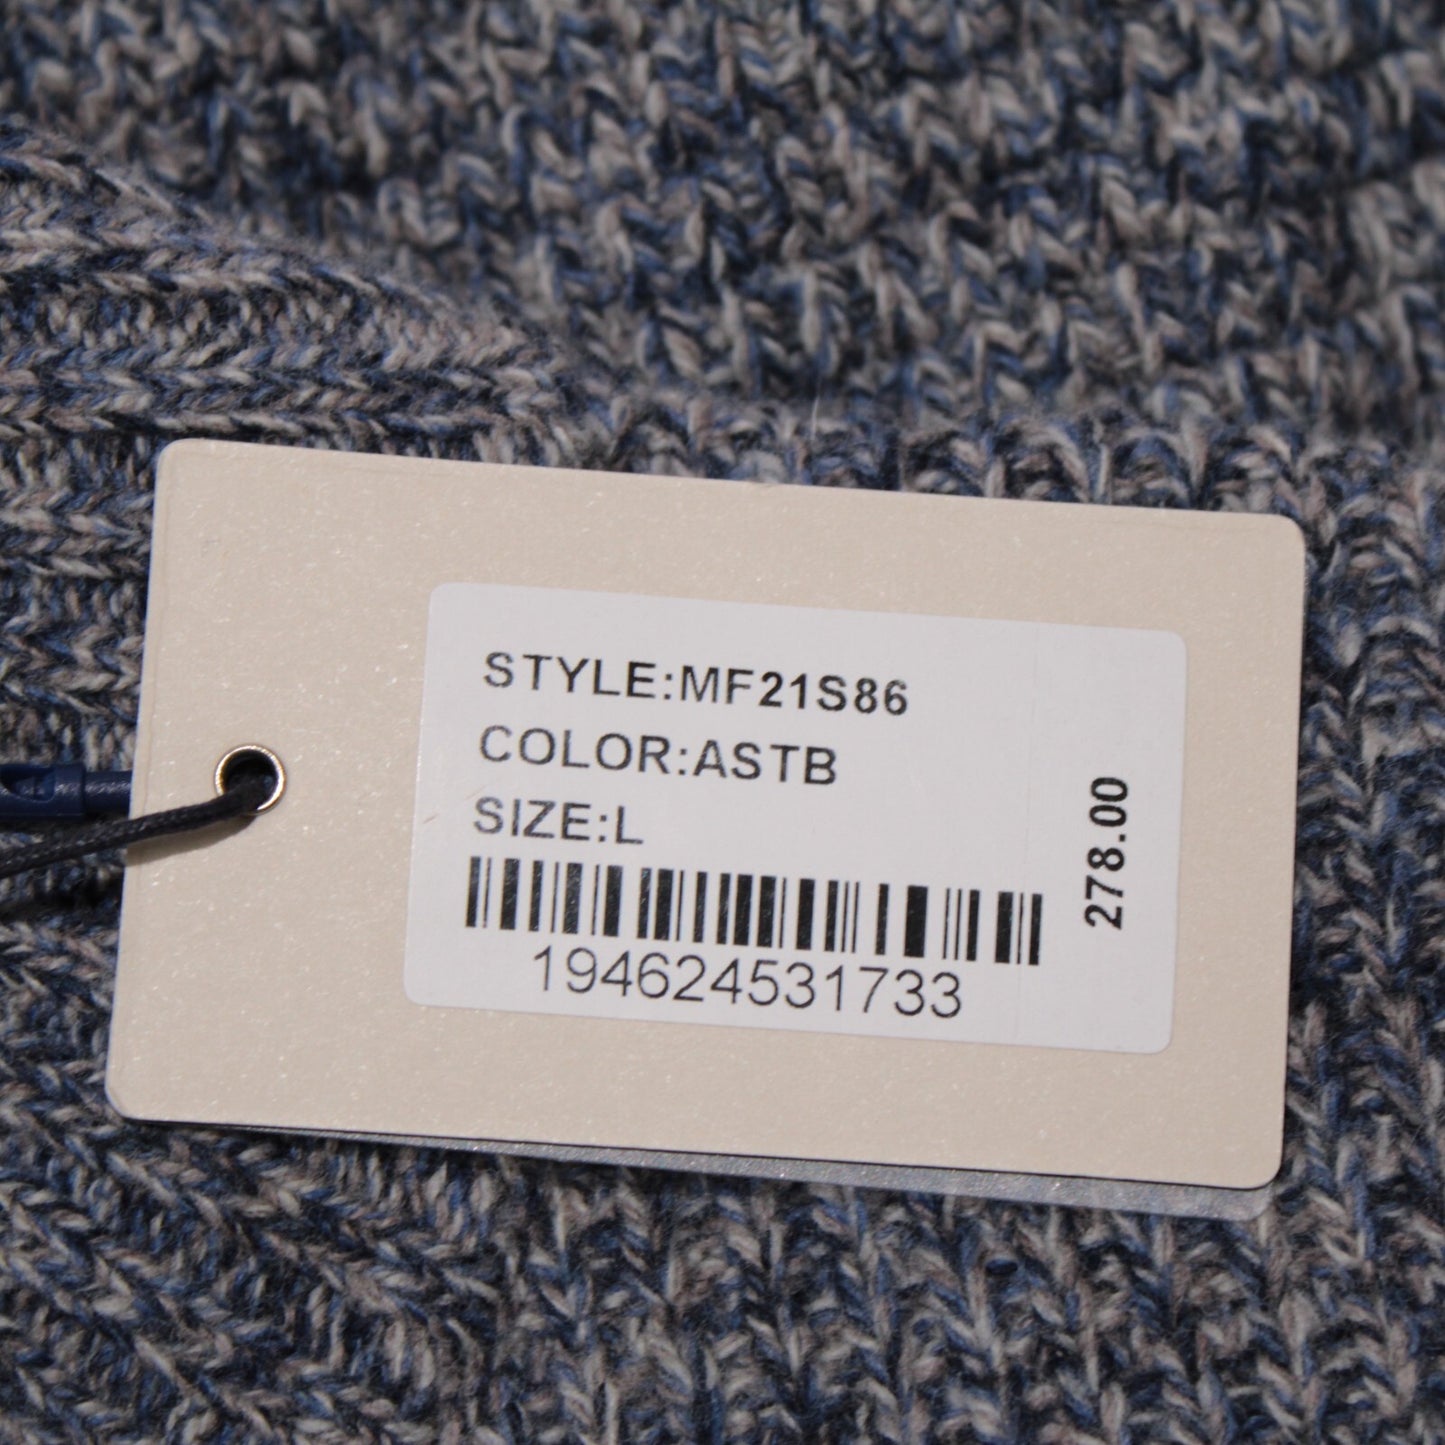 STYLE:MF21S86
COLOR:ASTB
SIZE:L
194624531733
278.00